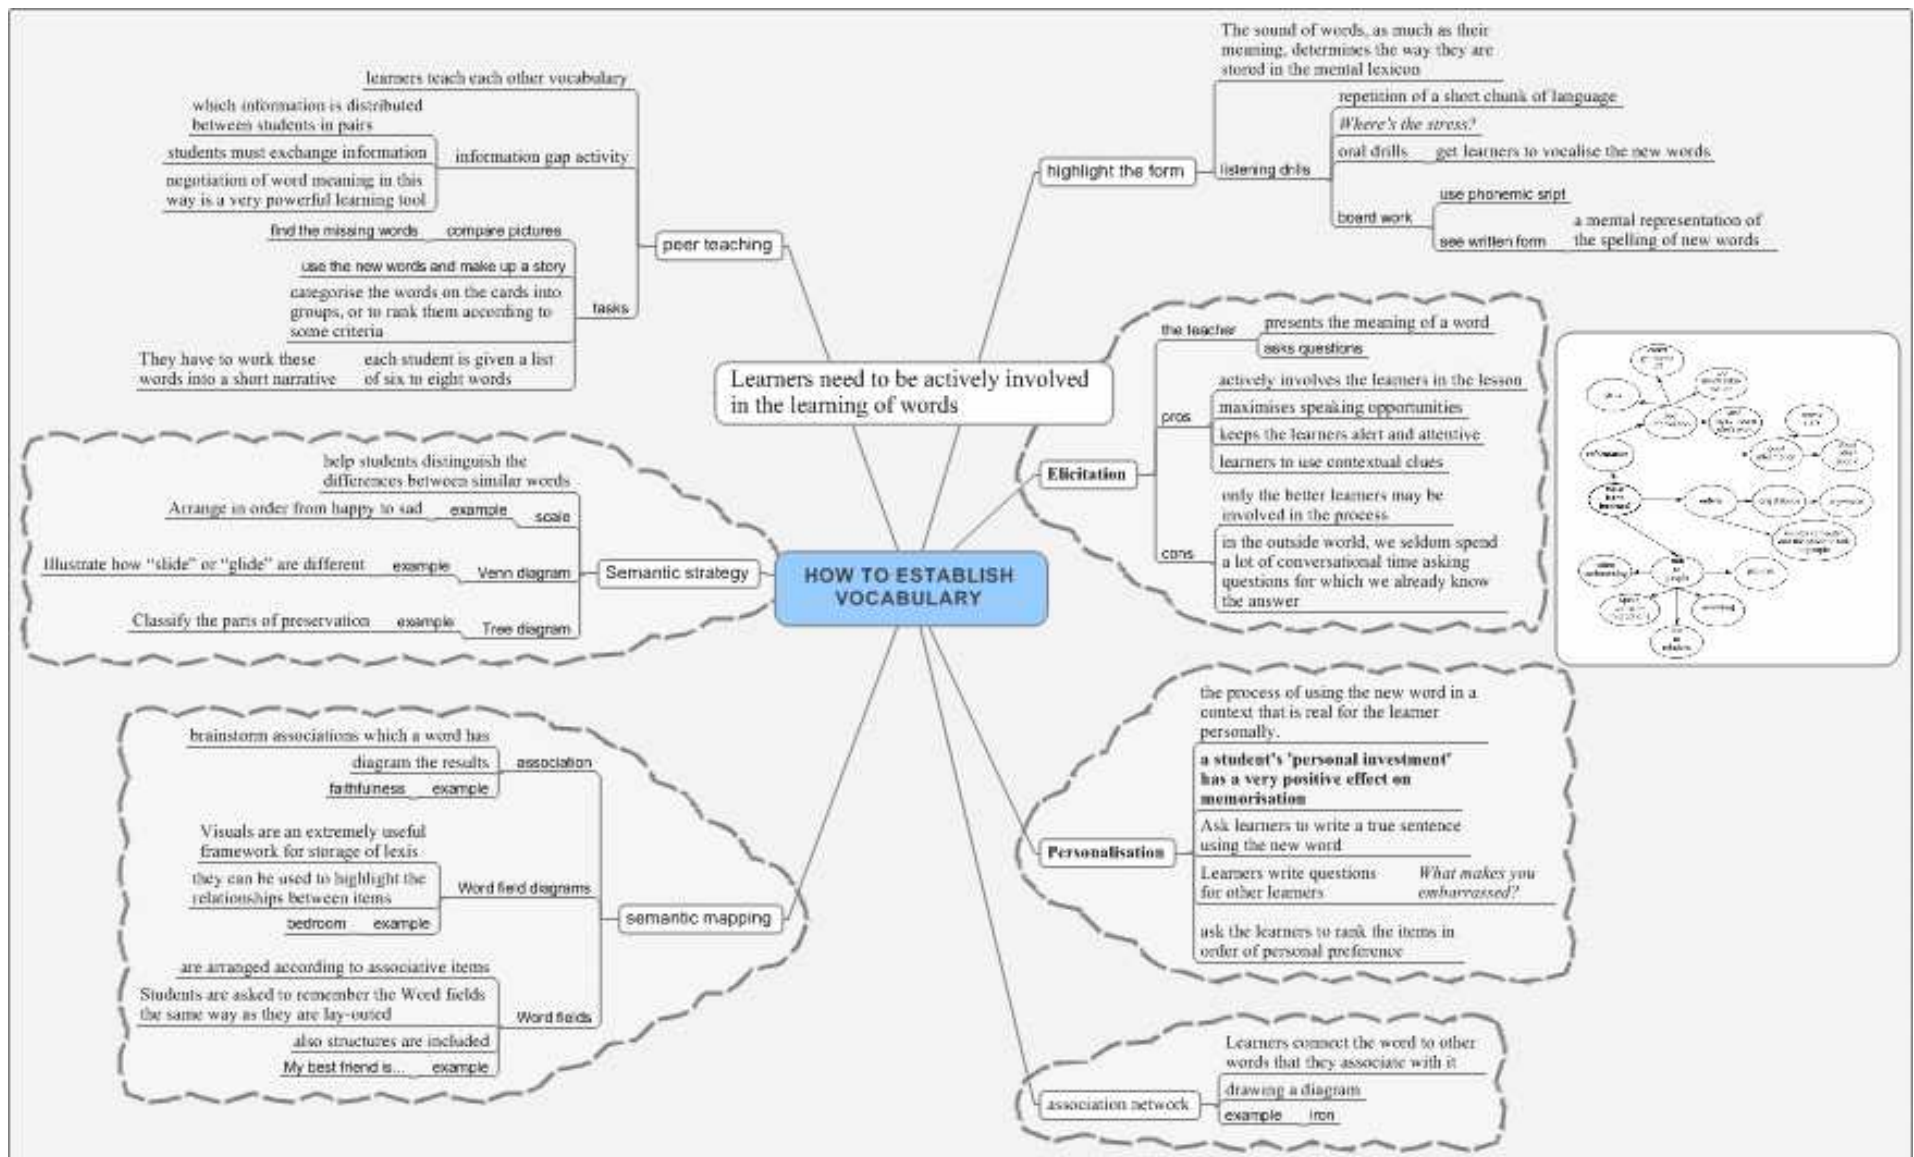 HOW TO ESTABLISH
VOCABULARY
Learners need to be actively involved
in the learning of words
peer teaching
learners teach each other vocabulary
information gap activity
which information is distributed
between students in pairs
students must exchange information
negotiation of word meaning in this
way is a very powerful learning tool
tasks
compare pictures
find the missing words
use the new words and make up a story
categorise the words on the cards into
groups, or to rank them according to
some criteria
each student is given a list
of six to eight words
They have to work these
words into a short narrative
Semantic strategy
help students distinguish the
differences between similar words
scale
example
Arrange in order from happy to sad
Venn diagram
example
Illustrate how "slide" or "glide" are different
Tree diagram
example
Classify the parts of preservation
semantic mapping
association
brainstorm associations which a word has
diagram the results
example
faithfulness
Word field diagrams
Visuals are an extremely useful
framework for storage of lexis
they can be used to highlight the
relationships between items
example
bedroom
Word fields
are arranged according to associative items
Students are asked to remember the Word fields
the same way as they are lay-outed
also structures are included
example
My best friend is...
highlight the form
The sound of words, as much as their
meaning, determines the way they are
stored in the mental lexicon
listening drills
repetition of a short chunk of language
Where's the stress?
oral drills
get learners to vocalise the new words
board work
use phonemic sript
see written form
a mental representation of
the spelling of new words
Elicitation
the teacher
presents the meaning of a word
asks questions
pros
actively involves the learners in the lesson
maximises speaking opportunities
keeps the learners alert and attentive
learners to use contextual clues
cons
only the better learners may be
involved in the process
in the outside world, we seldom spend
a lot of conversational time asking
questions for which we already know
the answer
Personalisation
the process of using the new word in a
context that is real for the learner
personally.
a student's 'personal investment'
has a very positive effect on
memorisation
Ask learners to write a true sentence
using the new word
Learners write questions
for other learners
What makes you
embarrassed?
ask the learners to rank the items in
order of personal preference
association network
Learners connect the word to other
words that they associate with it
drawing a diagram
example
iron